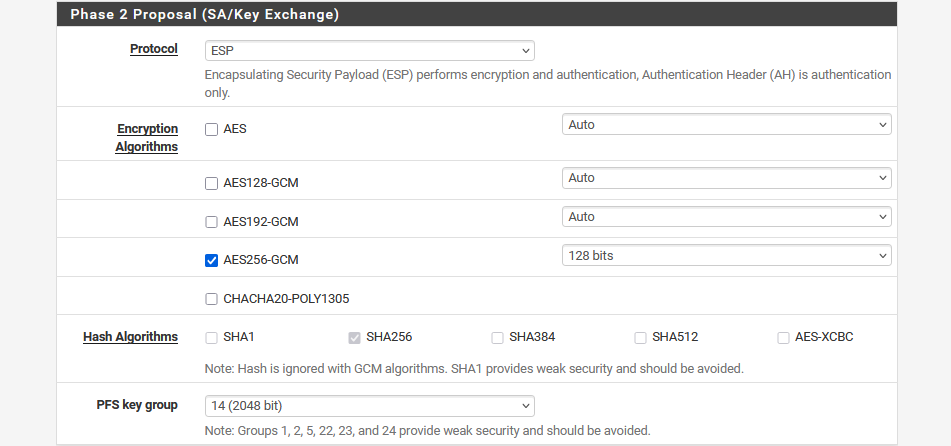 Phase 2 Proposal (SA/Key Exchange)
Protocol
ESP
Encapsulating Security Payload (ESP) performs encryption and authentication, Authentication Header (AH) is authentication
only.
Encryption
Algorithms
AES
Auto
AES128-GCM
Auto
AES192-GCM
Auto
AES256-GCM
128 bits
CHACHA20-POLY1305
Hash Algorithms
SHA1
SHA256
SHA384
SHA512
AES-XCBC
Note: Hash is ignored with GCM algorithms. SHA1 provides weak security and should be avoided.
PFS key group
14 (2048 bit)
Note: Groups 1, 2, 5, 22, 23, and 24 provide weak security and should be avoided.